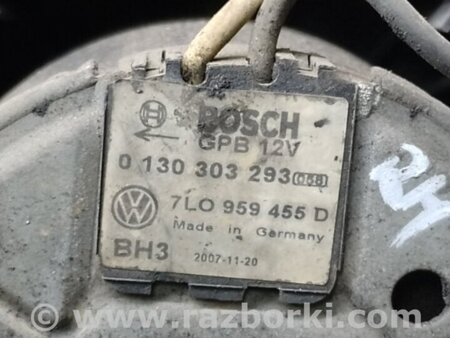 BOSCH
GPB 12V
0 130 303 293 058
7L0 959 455 D
Made in Germany
BH3 2007-11-20
www.razborki.com